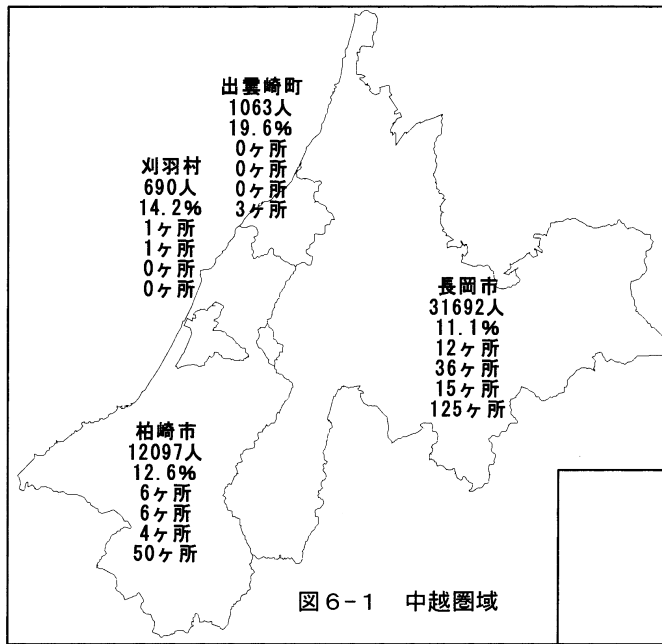 出雲崎町
1063人
19.6%
0ヶ所
0ヶ所
0ヶ所
3ヶ所
刈羽村
690人
14.2%
1ヶ所
1ヶ所
0ヶ所
0ヶ所
長岡市
31692人
11.1%
12ヶ所
36ヶ所
15ヶ所
125ヶ所
柏崎市
12097人
12.6%
6ヶ所
6ヶ所
4ヶ所
50ヶ所
図6-1 中越圏域